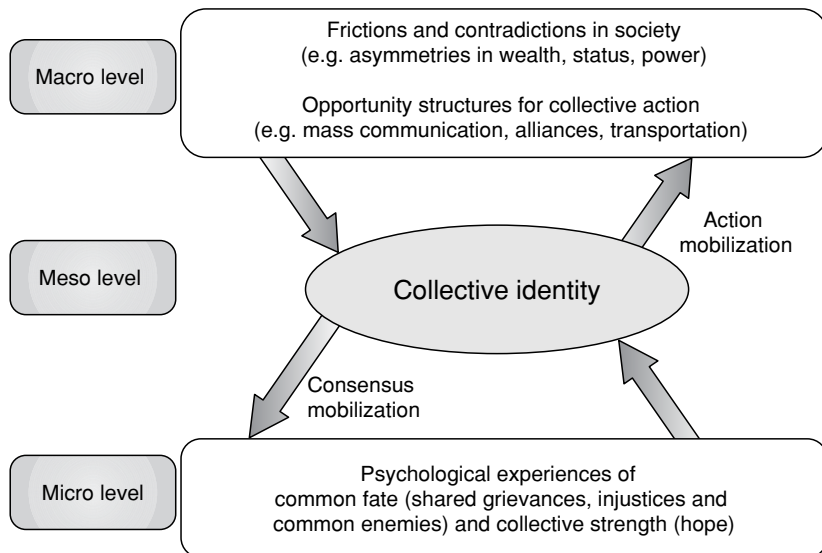 Frictions and contradictions in society
(e.g. asymmetries in wealth, status, power)
Macro level
Opportunity structures for collective action
(e.g. mass communication, alliances, transportation)
Action
mobilization
Meso level
Collective identity
Consensus
mobilization
Micro level
Psychological experiences of
common fate (shared grievances, injustices and
common enemies) and collective strength (hope)